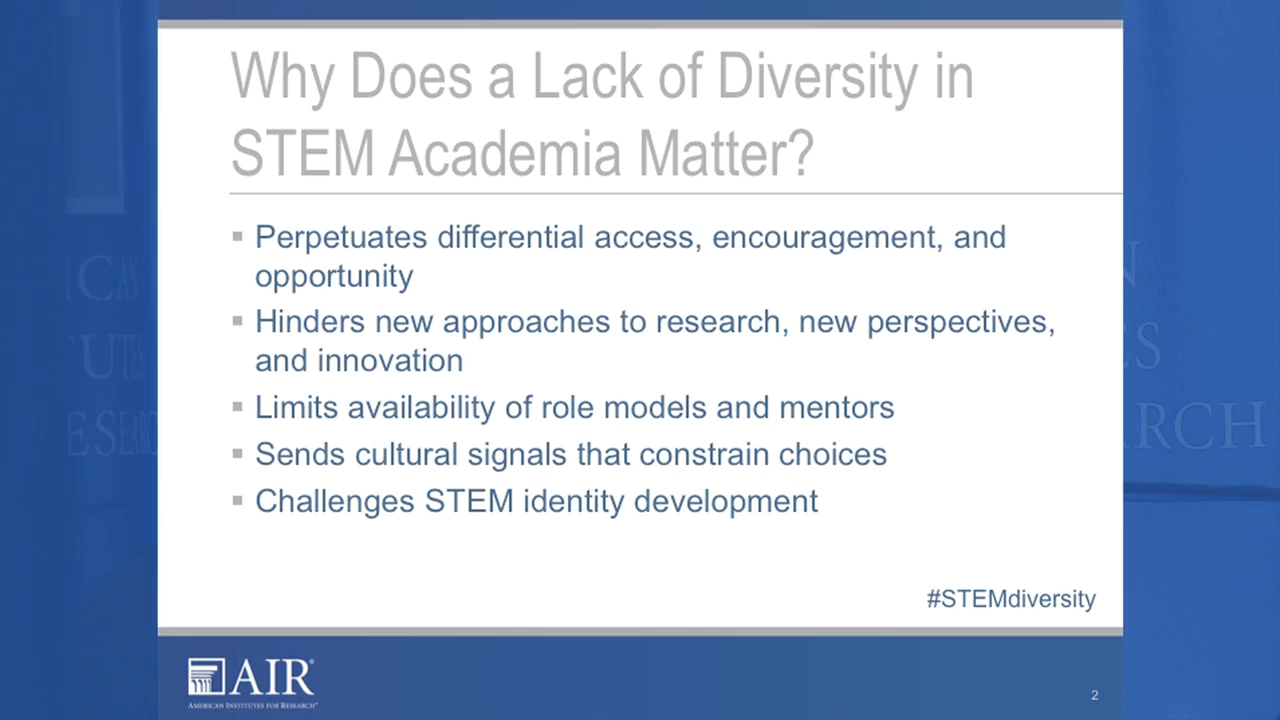 Why Does a Lack of Diversity in
STEM Academia Matter?
▪ Perpetuates differential access, encouragement, and
opportunity
▪ Hinders new approaches to research, new perspectives,
and innovation
▪ Limits availability of role models and mentors
▪ Sends cultural signals that constrain choices
▪ Challenges STEM identity development
#STEMdiversity
AIR®
AMERICAN INSTITUTES FOR RESEARCH®
2